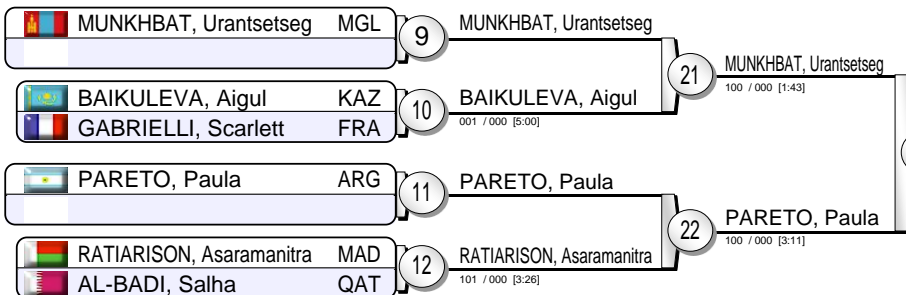 MUNKHBAT, Urantsetseg MGL
9
MUNKHBAT, Urantsetseg
BAIKULEVA, Aigul KAZ
GABRIELLI, Scarlett FRA
10
BAIKULEVA, Aigul
001 / 000 [5:00]
21
MUNKHBAT, Urantsetseg
100 / 000 [1:43]
PARETO, Paula ARG
11
PARETO, Paula
RATIARISON, Asaramanitra MAD
AL-BADI, Salha QAT
12
RATIARISON, Asaramanitra
101 / 000 [3:26]
22
PARETO, Paula
100 / 000 [3:11]